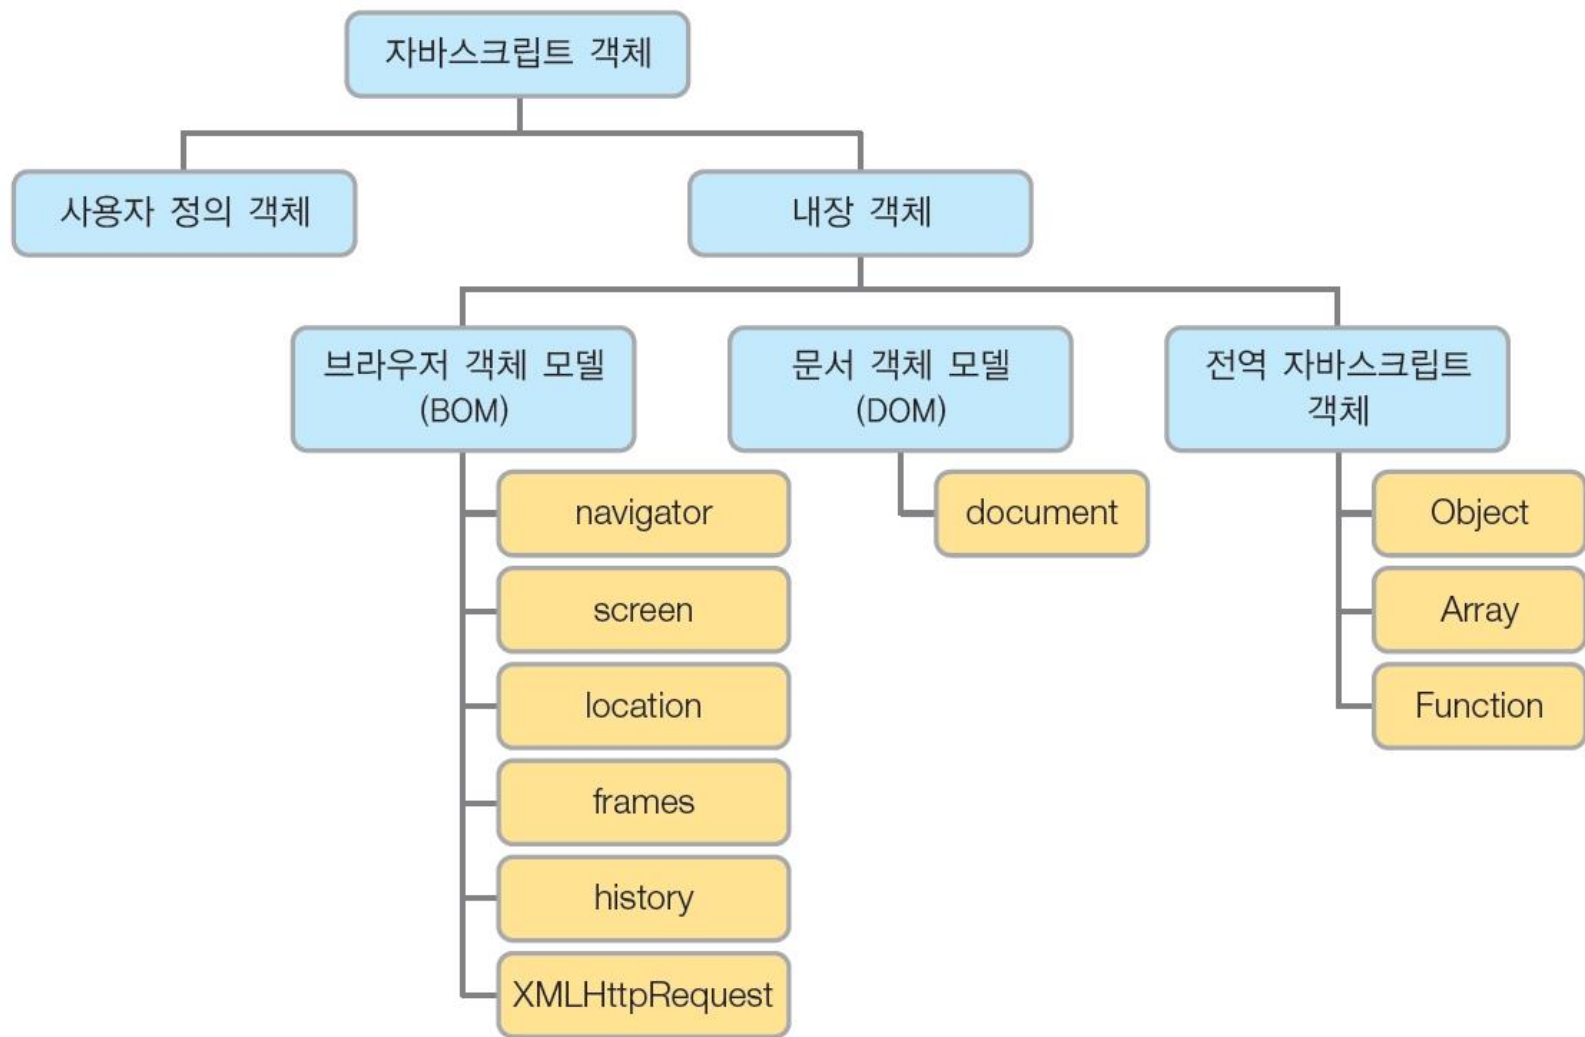 자바스크립트 객체
사용자 정의 객체
내장 객체
브라우저 객체 모델
(BOM)
문서 객체 모델
(DOM)
전역 자바스크립트
객체
navigator
screen
location
frames
history
XMLHttpRequest
document
Object
Array
Function